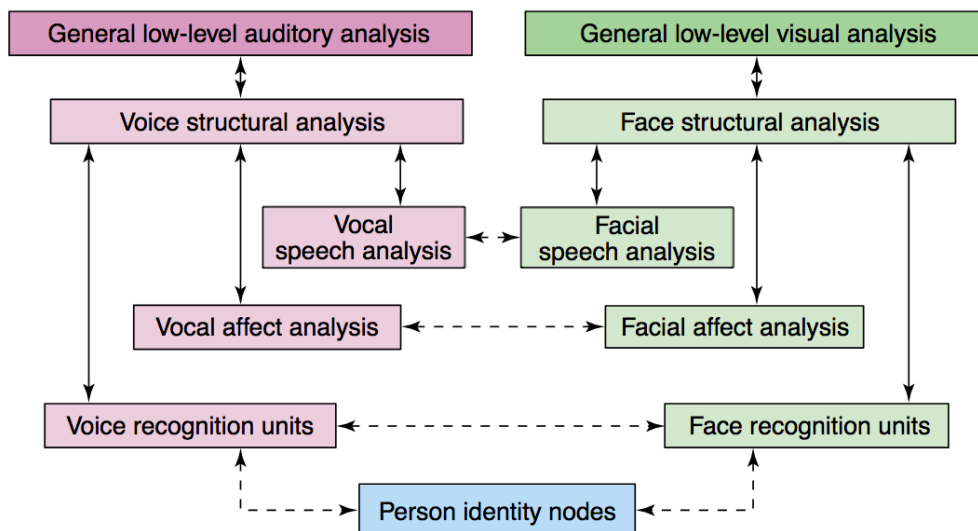 General low-level auditory analysis
General low-level visual analysis
Voice structural analysis
Face structural analysis
Vocal
speech analysis
Facial
speech analysis
Vocal affect analysis
Facial affect analysis
Voice recognition units
Face recognition units
Person identity nodes